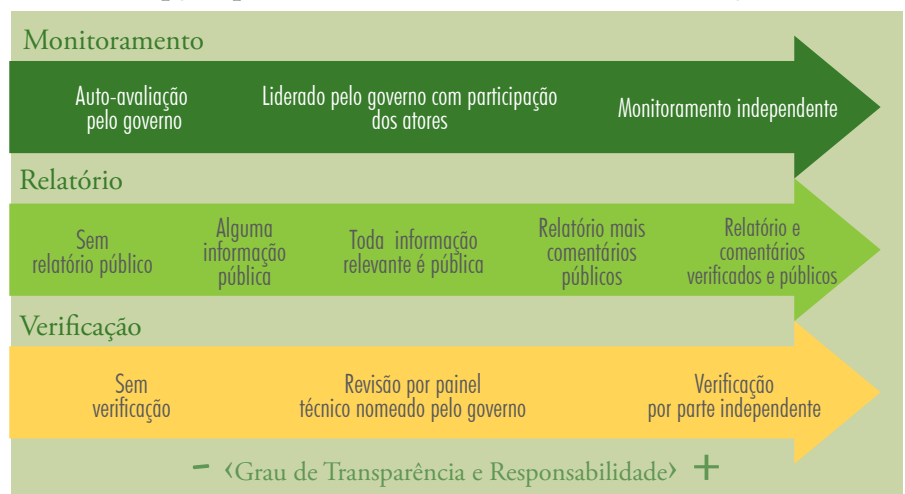 Monitoramento
Auto-avaliação
pelo governo
Liderado pelo governo com participação
dos atores
Monitoramento independente
Relatório
Sem
relatório público
Alguma
informação
pública
Toda informação
relevante é pública
Relatório mais
comentários
públicos
Relatório e
comentários
verificados e públicos
Verificação
Sem
verificação
Revisão por painel
técnico nomeado pelo governo
Verificação
por parte independente
- ‹Grau de Transparência e Responsabilidade› +